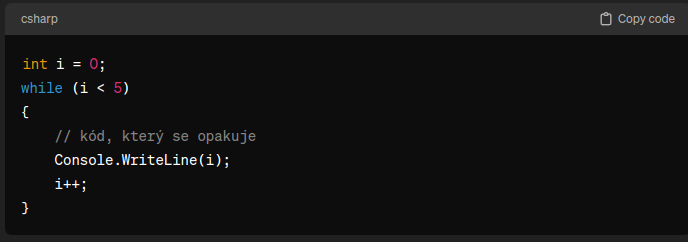 csharp
Copy code
int i = 0;
while (i < 5)
{
    // kód, který se opakuje
    Console.WriteLine(i);
    i++;
}